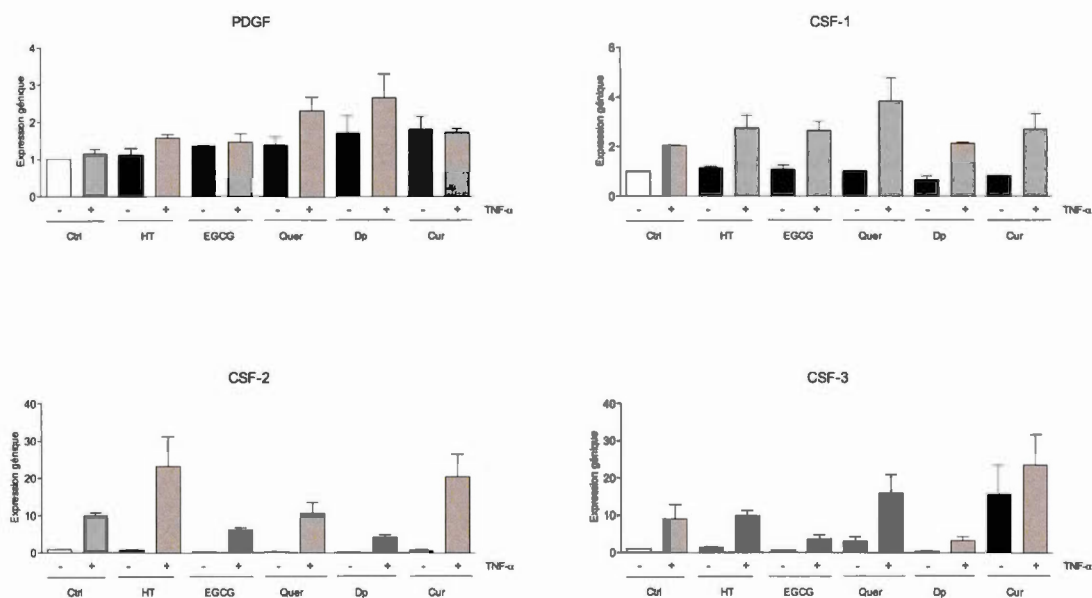 PDGF
Expression génique
4
3
2
1
0
- + - + - + - + - + - + TNF-α
Ctrl HT EGCG Quer Dp Cur
CSF-1
Expression génique
6
4
2
0
- + - + - + - + - + - + TNF-α
Ctrl HT EGCG Quer Dp Cur
CSF-2
Expression génique
40
30
20
10
0
- + - + - + - + - + - + TNF-α
Ctrl HT EGCG Quer Dp Cur
CSF-3
Expression génique
40
30
20
10
0
- + - + - + - + - + - + TNF-α
Ctrl HT EGCG Quer Dp Cur